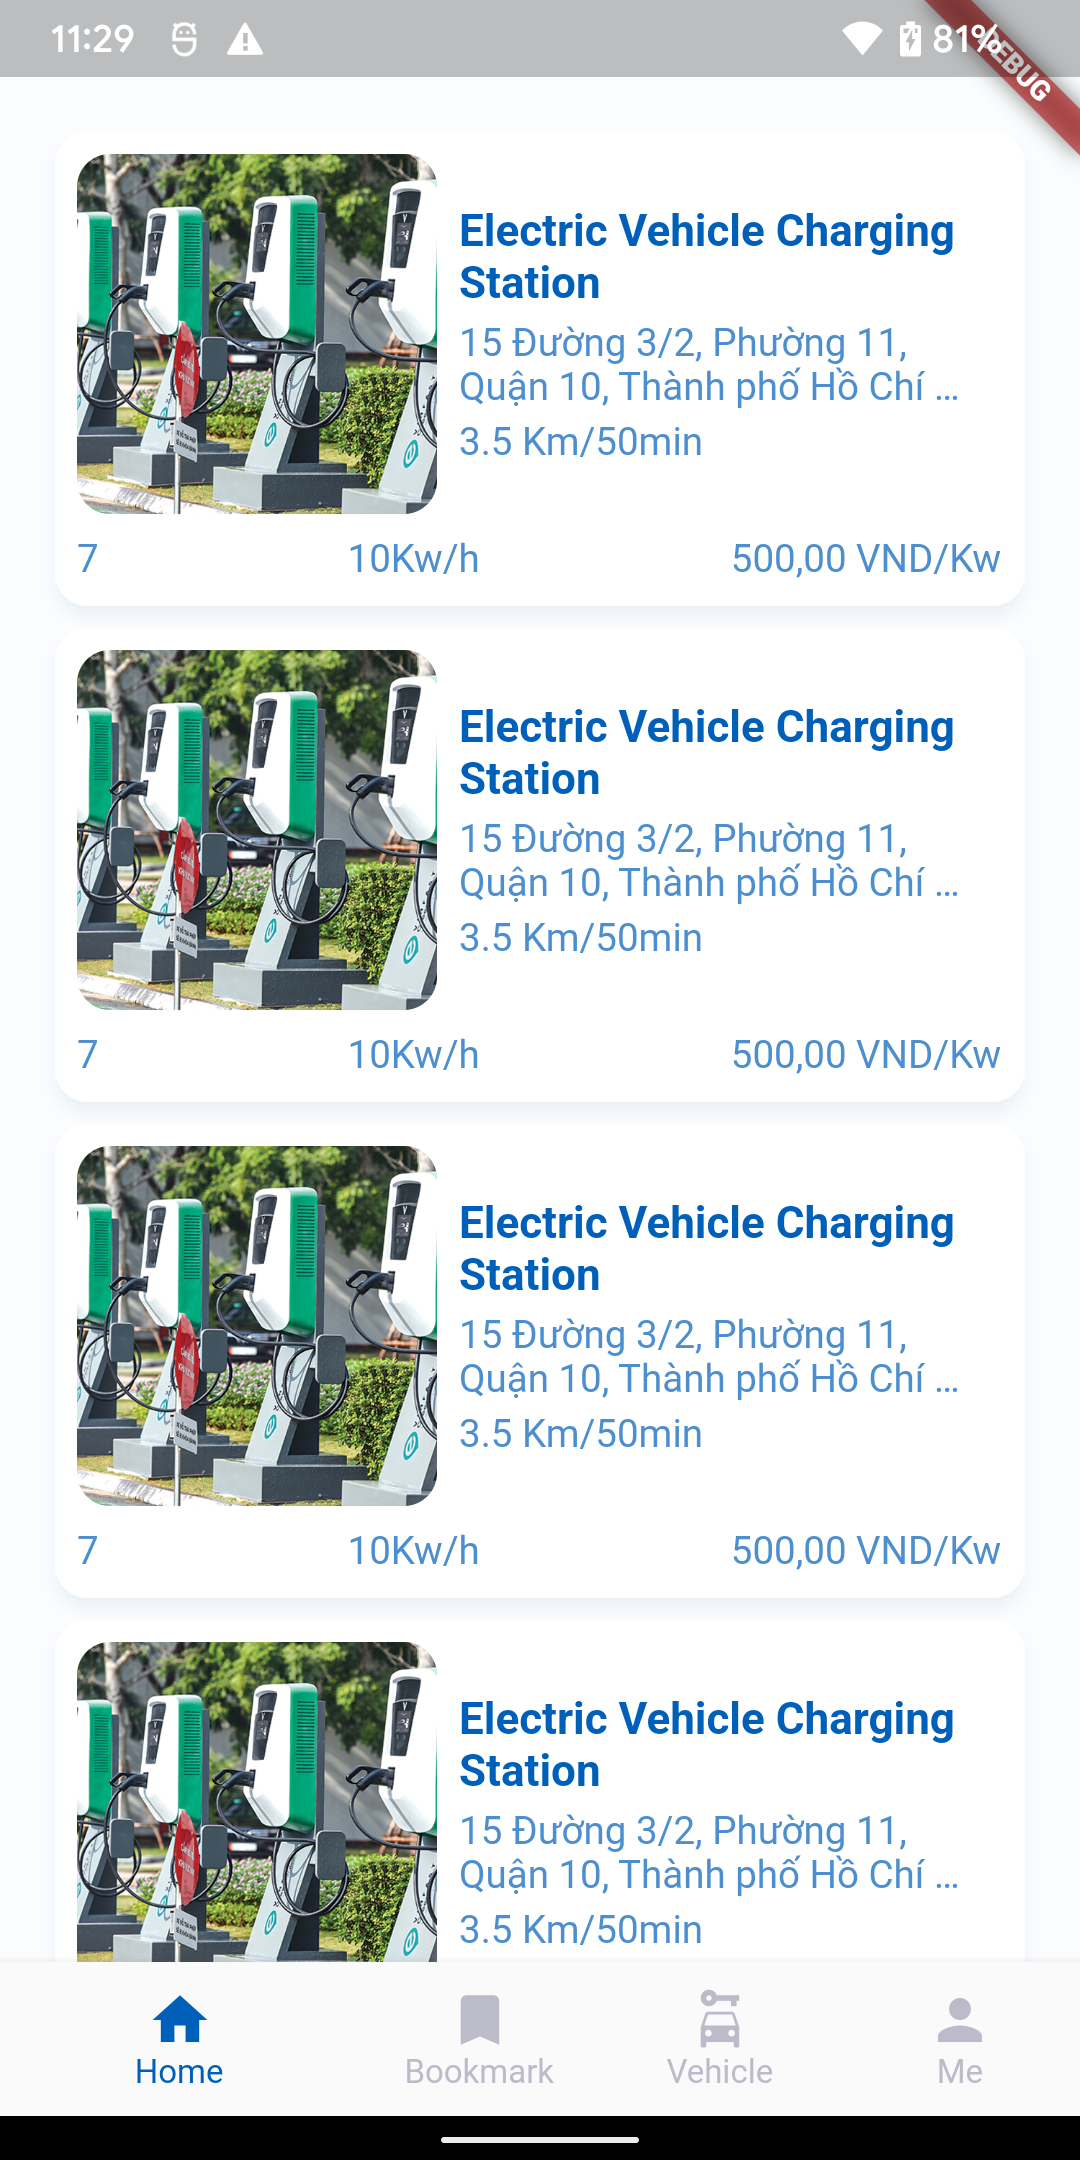 11:29
81%
DEBUG
Electric Vehicle Charging
Station
15 Đường 3/2, Phường 11,
Quận 10, Thành phố Hồ Chí ...
3.5 Km/50min
7 10Kw/h 500,00 VND/Kw
Electric Vehicle Charging
Station
15 Đường 3/2, Phường 11,
Quận 10, Thành phố Hồ Chí ...
3.5 Km/50min
7 10Kw/h 500,00 VND/Kw
Electric Vehicle Charging
Station
15 Đường 3/2, Phường 11,
Quận 10, Thành phố Hồ Chí ...
3.5 Km/50min
7 10Kw/h 500,00 VND/Kw
Electric Vehicle Charging
Station
15 Đường 3/2, Phường 11,
Quận 10, Thành phố Hồ Chí ...
3.5 Km/50min
Home Bookmark Vehicle Me